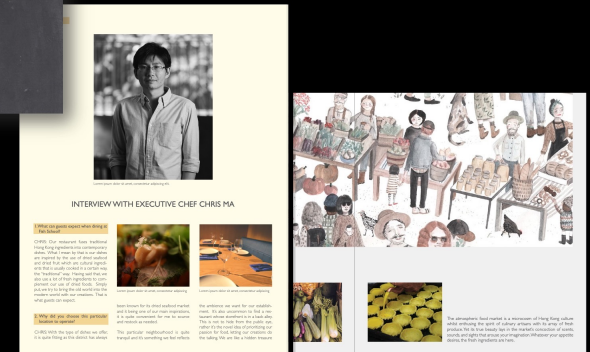 Lorem ipsum dolor sit amet, consectetur adipiscing elit
INTERVIEW WITH EXECUTIVE CHEF CHRIS MA
1 What can guests expect when dining at
Fish School?
CHRIS: Our restaurant fuses traditional
Hong Kong ingredients into contemporary
dishes. What I mean by that is our dishes
are inspired by the use of dried seafood
and dried fruit which are cultural ingredi-
ents that is usually cooked in a certain way,
the "traditional" way. Having said that, we
also use a lot of fresh ingredients to com-
plement our use of dried foods. Simply
put, we try to bring the old world into the
modern world with our creations. That is
what guests can expect.
2. Why did you choose this particular
location to operate?
CHRIS: With the type of dishes we offer
it is quite fitting as this district has always
Lorem ipsum dolor sit amet, consectetur adipiscing
been known for its dried seafood market
and it being one of our main inspirations,
it is quite convenient for me to source
and restock as needed.
This particular neighbourhood is quite
tranquil and it's something we feel reflects
Lorem ipsum dolor sit amet, consectetur adipiscing
the ambience we want for our establish-
ment. It's also uncommon to find a res-
taurant whose storefront is in a back alley.
This is not to hide from the public eye,
rather it's the novel idea of prioritizing our
passion for food, letting our creations do
the talking. We are like a hidden treasure
The atmospheric food market is a microcosm of Hong Kong culture
whilst enthusing the spirit of culinary artisans with its array of fresh
produce. Yet its true beauty lays in the market's concoction of scents,
sounds and sights that arouse your imagination. Whatever your appetite
desires, the fresh ingredients are here.